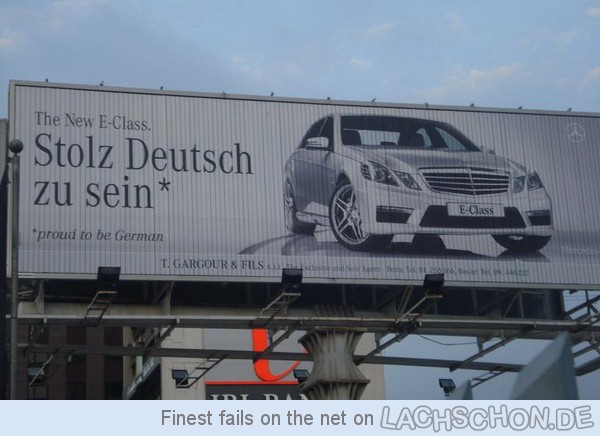 The New E-Class.
Stolz Deutsch
zu sein*
*proud to be German
E-Class
T. GARGOUR & FILS
Finest fails on the net on LACHSCHON.DE